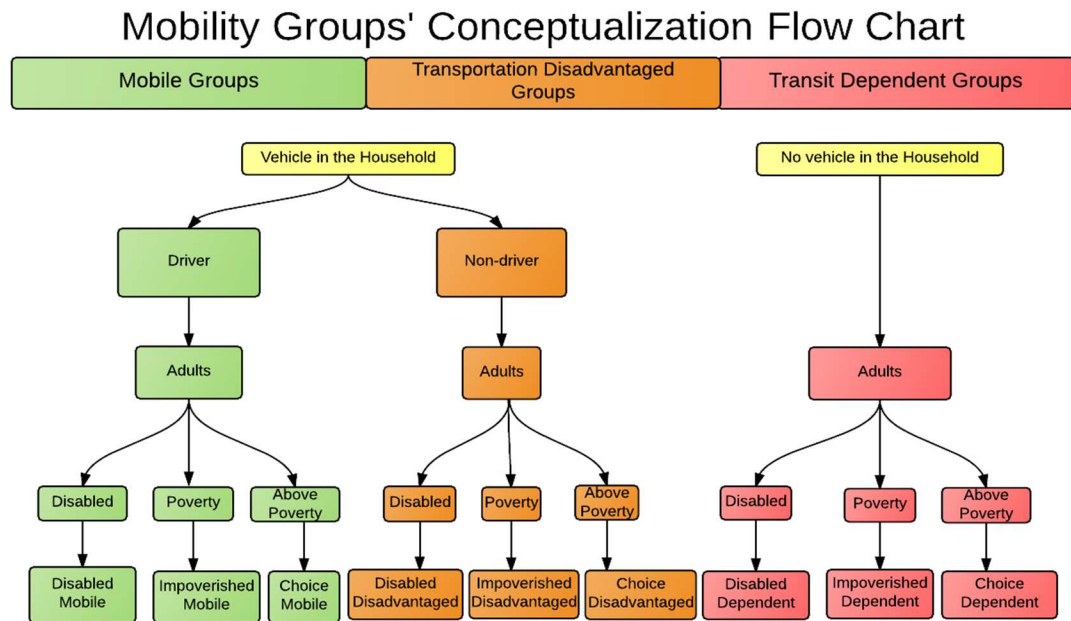 Mobility Groups' Conceptualization Flow Chart
Mobile Groups
Transportation Disadvantaged
Groups
Transit Dependent Groups
Vehicle in the Household
No vehicle in the Household
Driver
Non-driver
Adults
Adults
Adults
Disabled
Poverty
Above
Poverty
Disabled
Poverty
Above
Poverty
Disabled
Poverty
Above
Poverty
Disabled
Mobile
Impoverished
Mobile
Choice
Mobile
Disabled
Disadvantaged
Impoverished
Disadvantaged
Choice
Disadvantaged
Disabled
Dependent
Impoverished
Dependent
Choice
Dependent